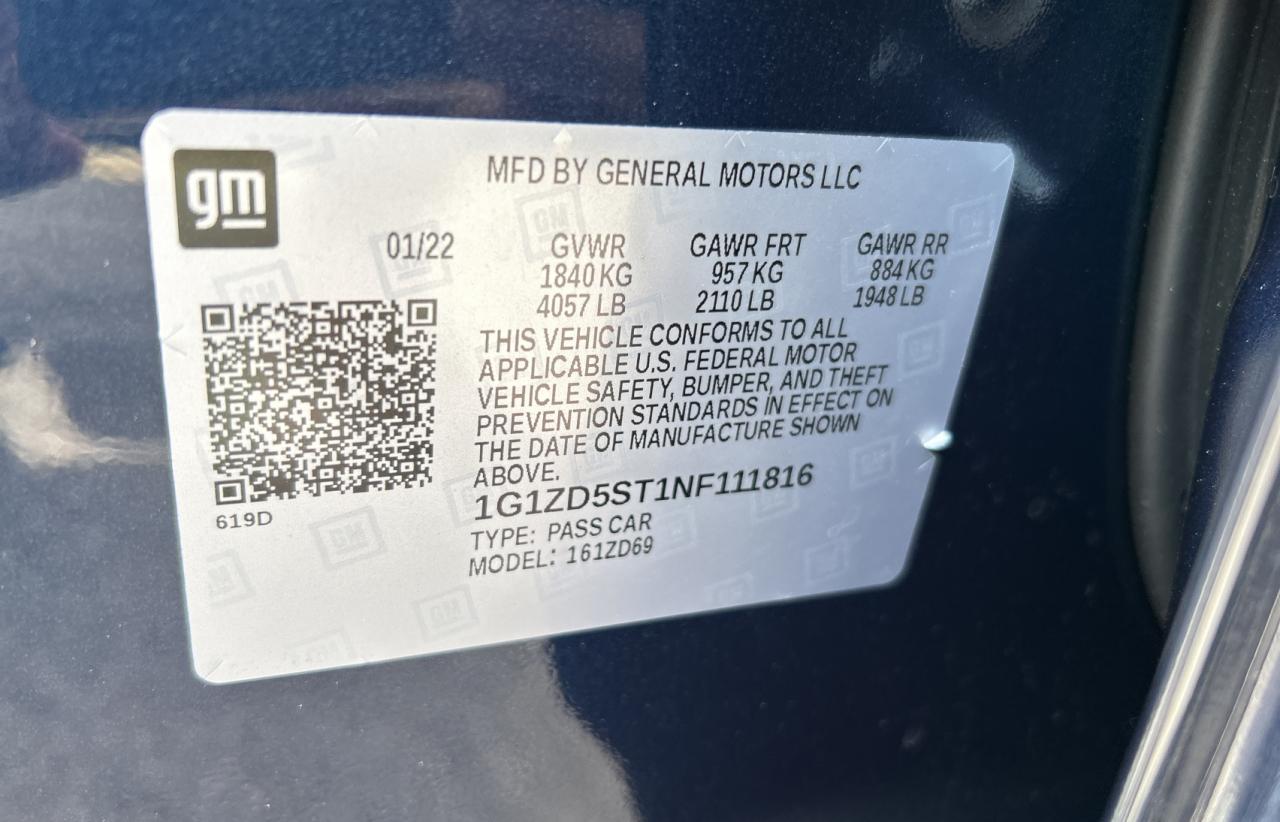 gm
MFD BY GENERAL MOTORS LLC
01/22 GVWR GAWR FRT GAWR RR
1840 KG 957 KG 884 KG
4057 LB 2110 LB 1948 LB
THIS VEHICLE CONFORMS TO ALL
APPLICABLE U.S. FEDERAL MOTOR
VEHICLE SAFETY, BUMPER, AND THEFT
PREVENTION STANDARDS IN EFFECT ON
THE DATE OF MANUFACTURE SHOWN
ABOVE.
1G1ZD5ST1NF111816
619D
TYPE: PASS CAR
MODEL: 161ZD69